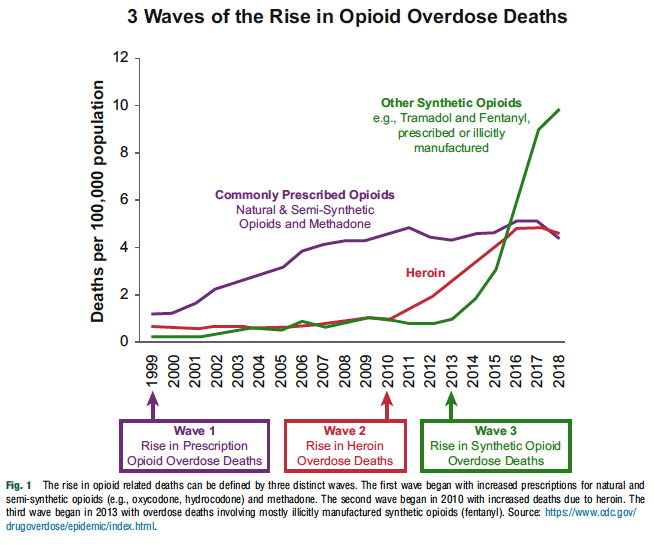 3 Waves of the Rise in Opioid Overdose Deaths
12
10
8
6
4
2
0
Deaths per 100,000 population
Other Synthetic Opioids
e.g., Tramadol and Fentanyl,
prescribed or illicitly
manufactured
Commonly Prescribed Opioids
Natural & Semi-Synthetic
Opioids and Methadone
Heroin
1999
2000
2001
2002
2003
2004
2005
2006
2007
2008
2009
2010
2011
2012
2013
2014
2015
2016
2017
2018
Wave 1
Rise in Prescription
Opioid Overdose Deaths
Wave 2
Rise in Heroin
Overdose Deaths
Wave 3
Rise in Synthetic Opioid
Overdose Deaths
Fig. 1 The rise in opioid related deaths can be defined by three distinct waves. The first wave began with increased prescriptions for natural and
semi-synthetic opioids (e.g., oxycodone, hydrocodone) and methadone. The second wave began in 2010 with increased deaths due to heroin. The
third wave began in 2013 with overdose deaths involving mostly illicitly manufactured synthetic opioids (fentanyl). Source: https://www.cdc.gov/
drugoverdose/epidemic/index.html.